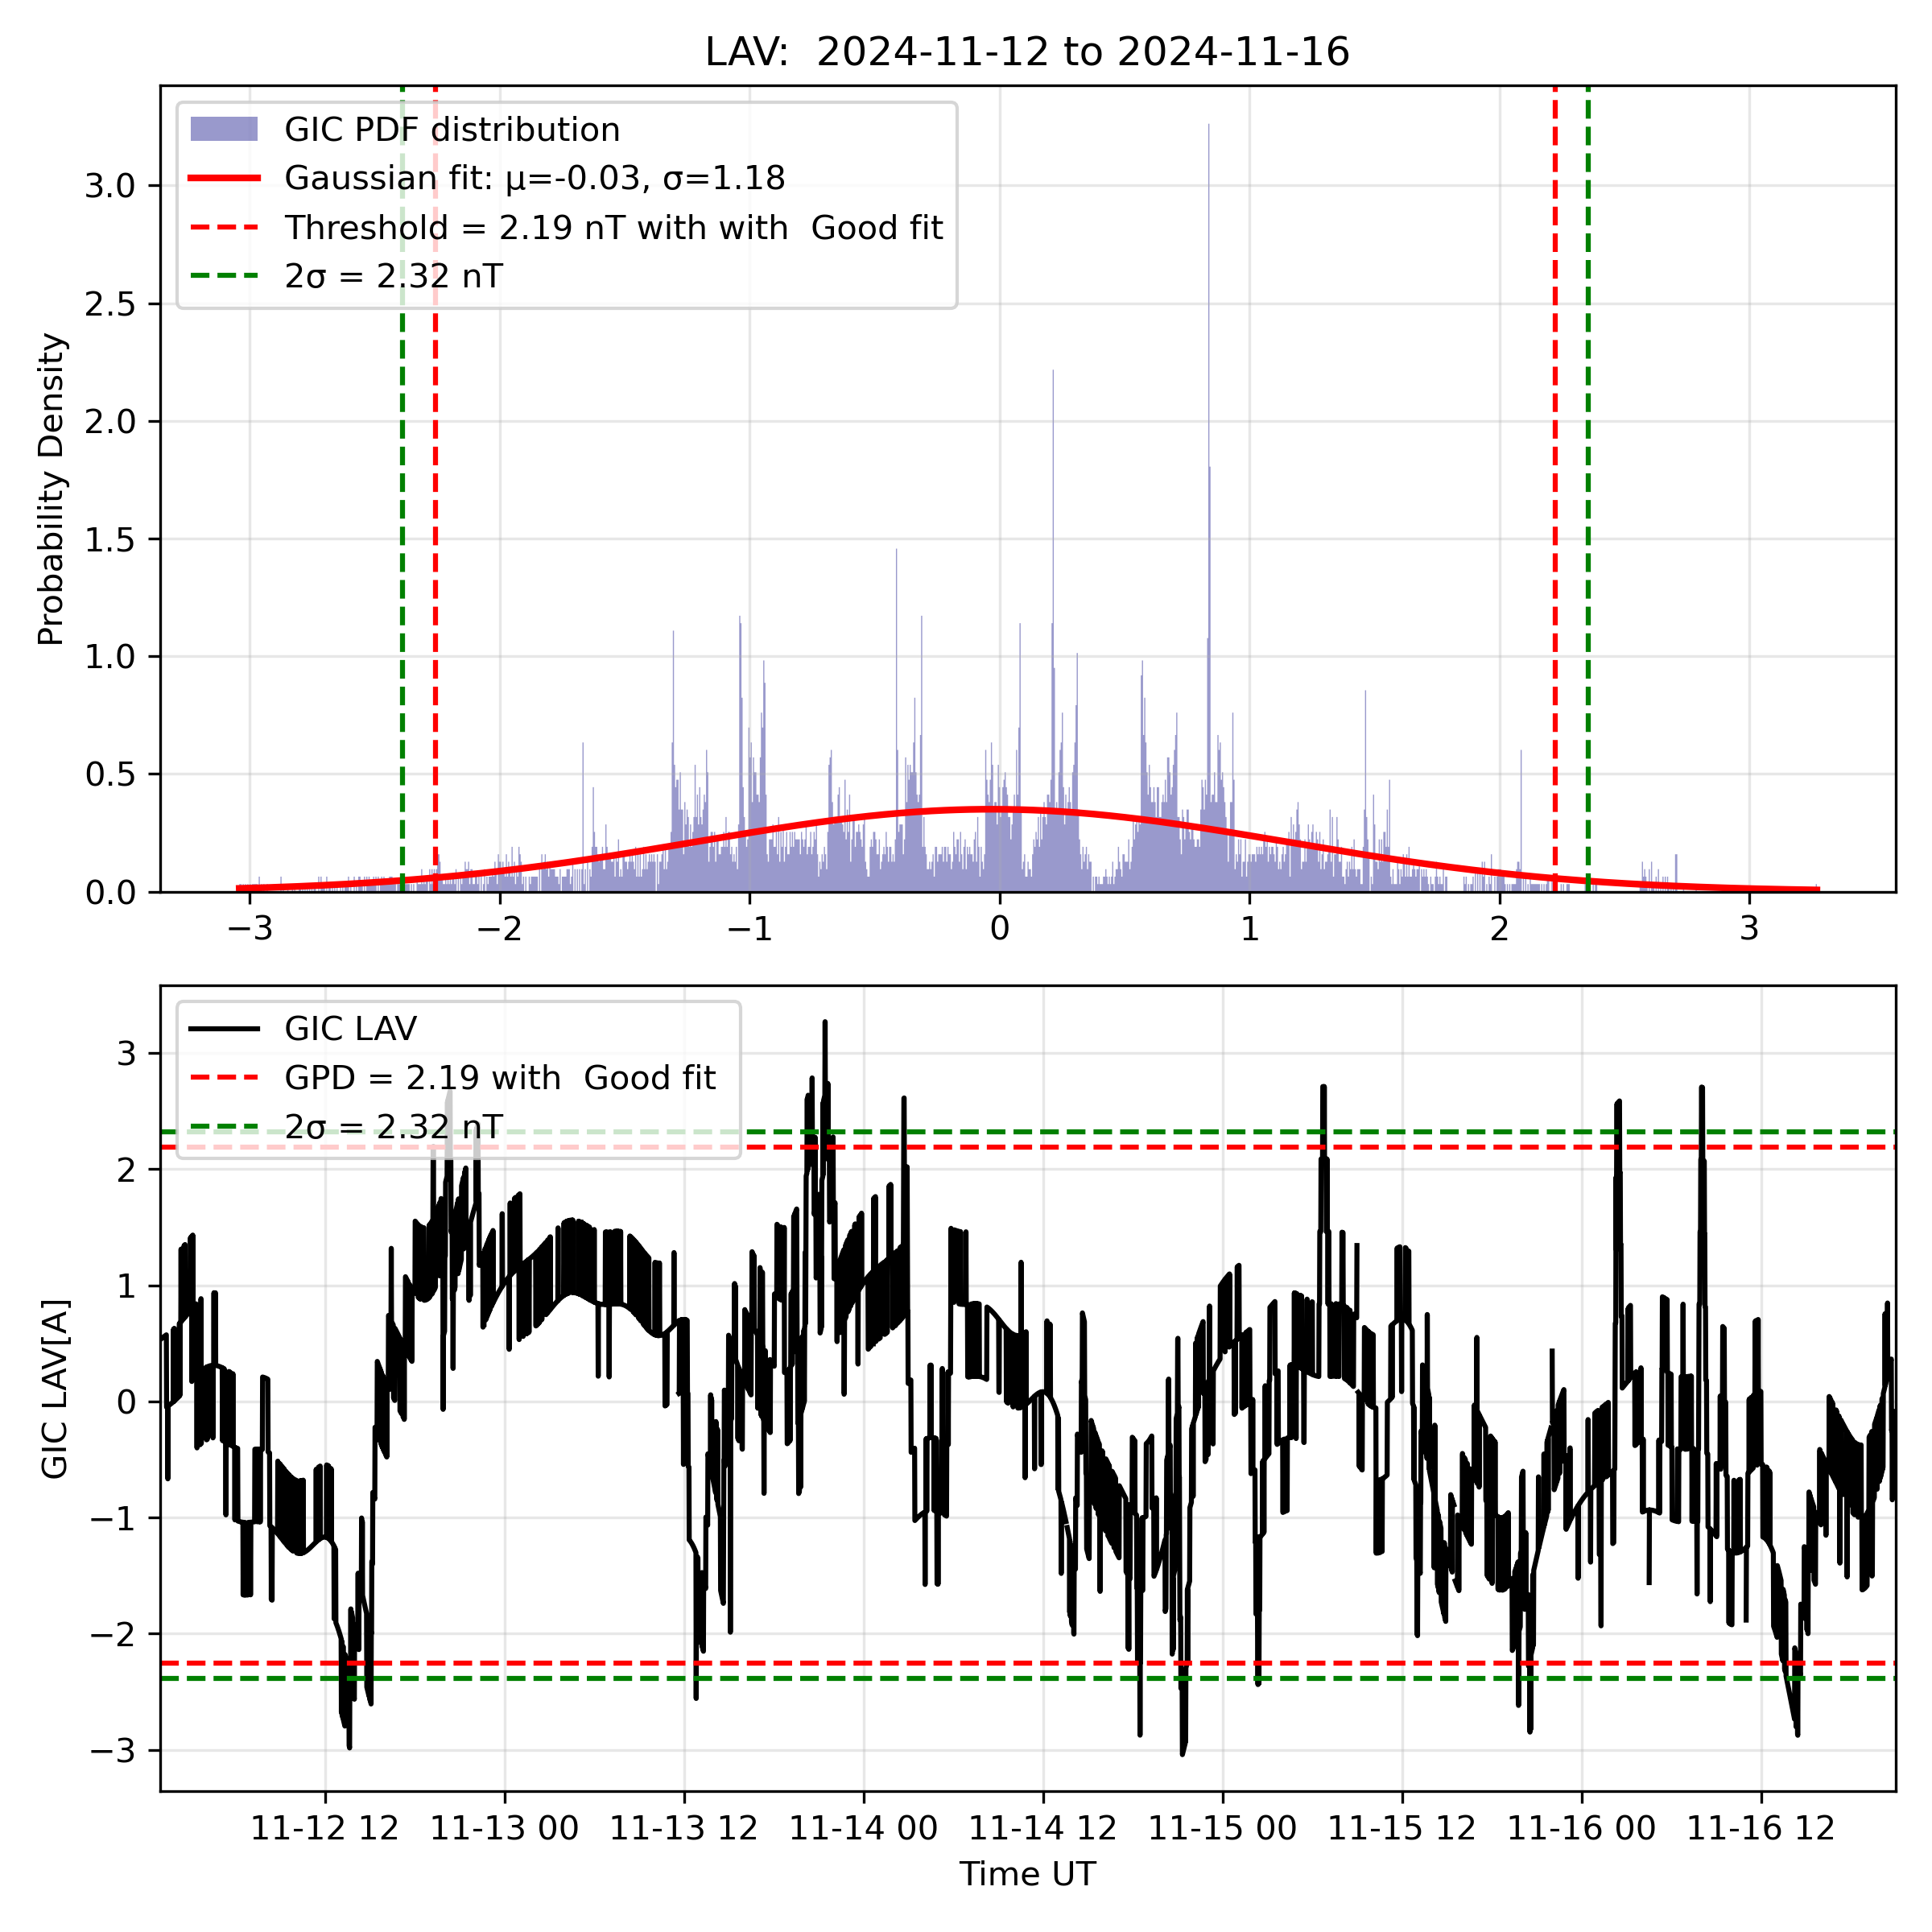 LAV:  2024-11-12 to 2024-11-16
GIC PDF distribution
Gaussian fit: μ=-0.03, σ=1.18
Threshold = 2.19 nT with with  Good fit
2σ = 2.32 nT
Probability Density
3.0
2.5
2.0
1.5
1.0
0.5
0.0
−3
−2
−1
0
1
2
3
GIC LAV
GPD = 2.19 with  Good fit
2σ = 2.32 nT
GIC LAV[A]
3
2
1
0
−1
−2
−3
11-12 12
11-13 00
11-13 12
11-14 00
11-14 12
11-15 00
11-15 12
11-16 00
11-16 12
Time UT